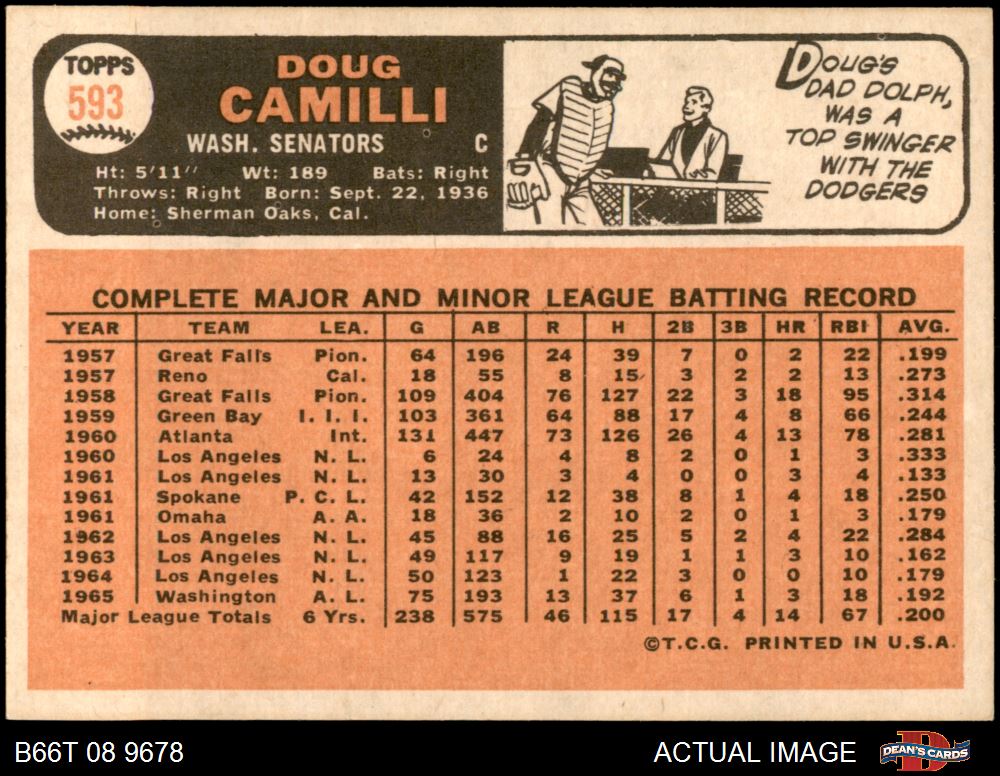 TOPPS
593
DOUG
CAMILLI
WASH. SENATORS C
Ht: 5'11" Wt: 189 Bats: Right
Throws: Right Born: Sept. 22, 1936
Home: Sherman Oaks, Cal.
DOUG'S
DAD DOLPH,
WAS A
TOP SWINGER
WITH THE
DODGERS
COMPLETE MAJOR AND MINOR LEAGUE BATTING RECORD
YEAR TEAM LEA. G AB R H 2B 3B HR RBI AVG.
1957 Great Falls Pion. 64 196 24 39 7 0 2 22 .199
1957 Reno Cal. 18 55 8 15 3 2 2 13 .273
1958 Great Falls Pion. 109 404 76 127 22 3 18 95 .314
1959 Green Bay I. I. I. 103 361 64 88 17 4 8 66 .244
1960 Atlanta Int. 131 447 73 126 26 4 13 78 .281
1960 Los Angeles N. L. 6 24 4 8 2 0 1 3 .333
1961 Los Angeles N. L. 13 30 3 4 0 0 3 4 .133
1961 Spokane P. C. L. 42 152 12 38 8 1 4 18 .250
1961 Omaha A. A. 18 36 2 10 2 0 1 3 .179
1962 Los Angeles N. L. 45 88 16 25 5 2 4 22 .284
1963 Los Angeles N. L. 49 117 9 19 1 1 3 10 .162
1964 Los Angeles N. L. 50 123 1 22 3 0 0 10 .179
1965 Washington A. L. 75 193 13 37 6 1 3 18 .192
Major League Totals 6 Yrs. 238 575 46 115 17 4 14 67 .200
©T.C.G. PRINTED IN U.S.A.
B66T 08 9678 ACTUAL IMAGE DEAN'S CARDS